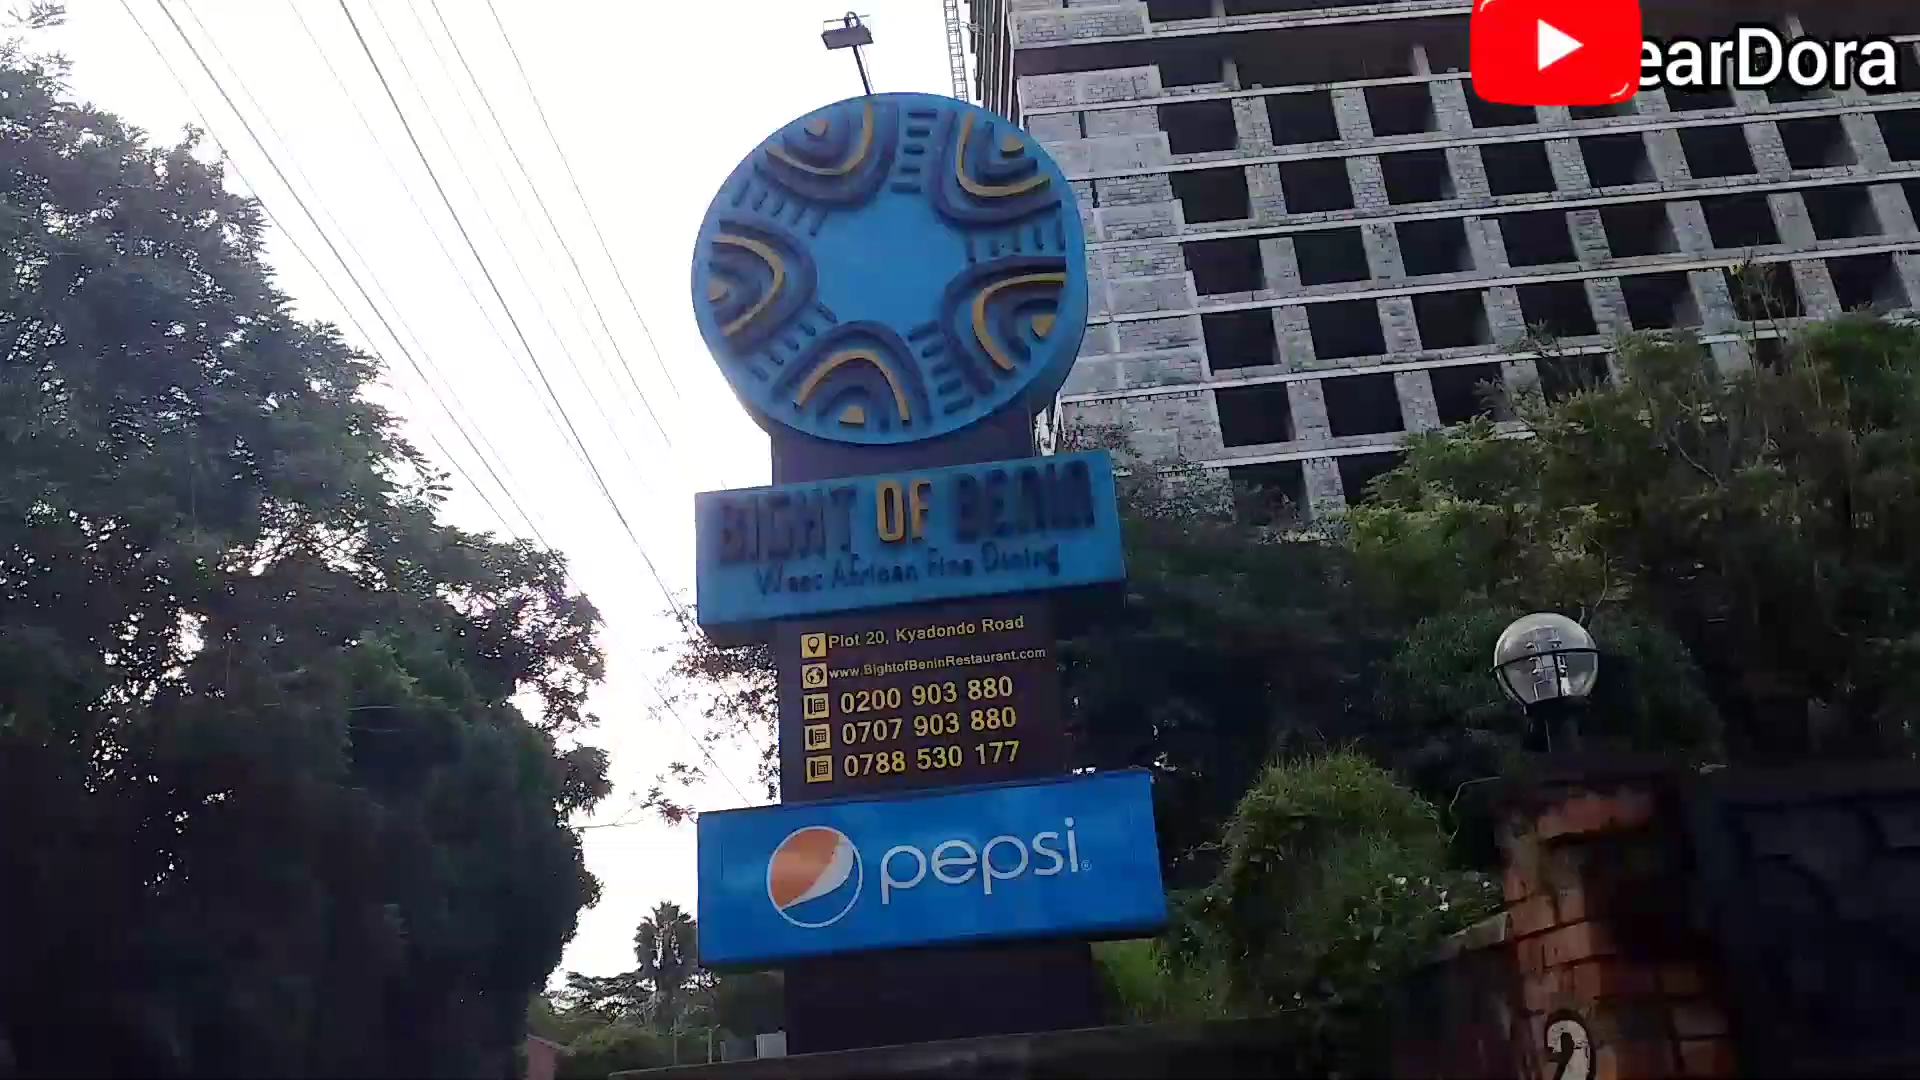 earDora
BIGHT OF BENIN
West African Fine Dining
Plot 20, Kyadondo Road
www.BightofBeninRestaurant.com
0200 903 880
0707 903 880
0788 530 177
pepsi
2